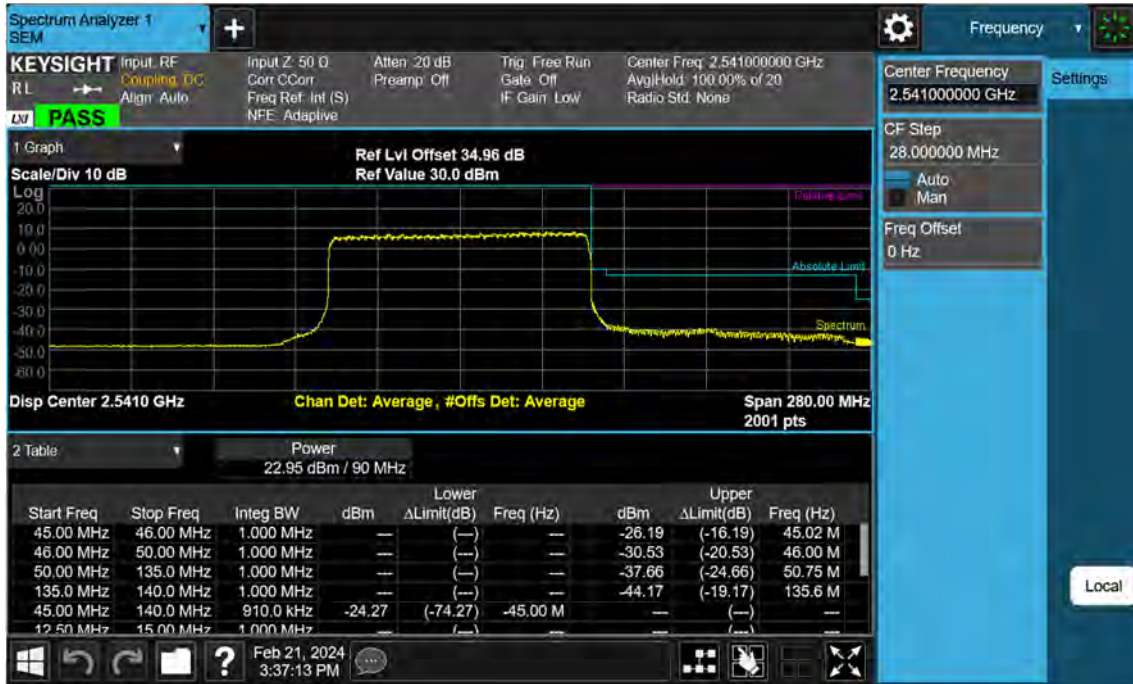 Spectrum Analyzer 1
SEM
+
Frequency
KEYSIGHT
RL
LXI
PASS
Input: RF
Coupling: DC
Align: Auto
Input Z: 50 Ω
Corr CCorr
Freq Ref: Int (S)
NFE: Adaptive
Atten: 20 dB
Preamp: Off
Trig: Free Run
Gate: Off
IF Gain: Low
Center Freq: 2.541000000 GHz
Avg|Hold: 100.00% of 20
Radio Std: None
Center Frequency
2.541000000 GHz
Settings
CF Step
28.000000 MHz
Auto
Man
Freq Offset
0 Hz
Local
1 Graph
Scale/Div 10 dB
Ref Lvl Offset 34.96 dB
Ref Value 30.0 dBm
Log
20.0
10.0
0.00
-10.0
-20.0
-30.0
-40.0
-50.0
-60.0
Relative Limit
Absolute Limit
Spectrum
Disp Center 2.5410 GHz
Chan Det: Average, #Offs Det: Average
Span 280.00 MHz
2001 pts
2 Table
Power
22.95 dBm / 90 MHz
Lower Upper
Start Freq Stop Freq Integ BW dBm ΔLimit(dB) Freq (Hz) dBm ΔLimit(dB) Freq (Hz)
45.00 MHz 46.00 MHz 1.000 MHz --- (---) --- -26.19 (-16.19) 45.02 M
46.00 MHz 50.00 MHz 1.000 MHz --- (---) --- -30.53 (-20.53) 46.00 M
50.00 MHz 135.0 MHz 1.000 MHz --- (---) --- -37.66 (-24.66) 50.75 M
135.0 MHz 140.0 MHz 1.000 MHz --- (---) --- -44.17 (-19.17) 135.6 M
45.00 MHz 140.0 MHz 910.0 kHz -24.27 (-74.27) -45.00 M --- (---) ---
12.50 MHz 15.00 MHz 1.000 MHz --- (---) --- --- (---) ---
?
Feb 21, 2024
3:37:13 PM